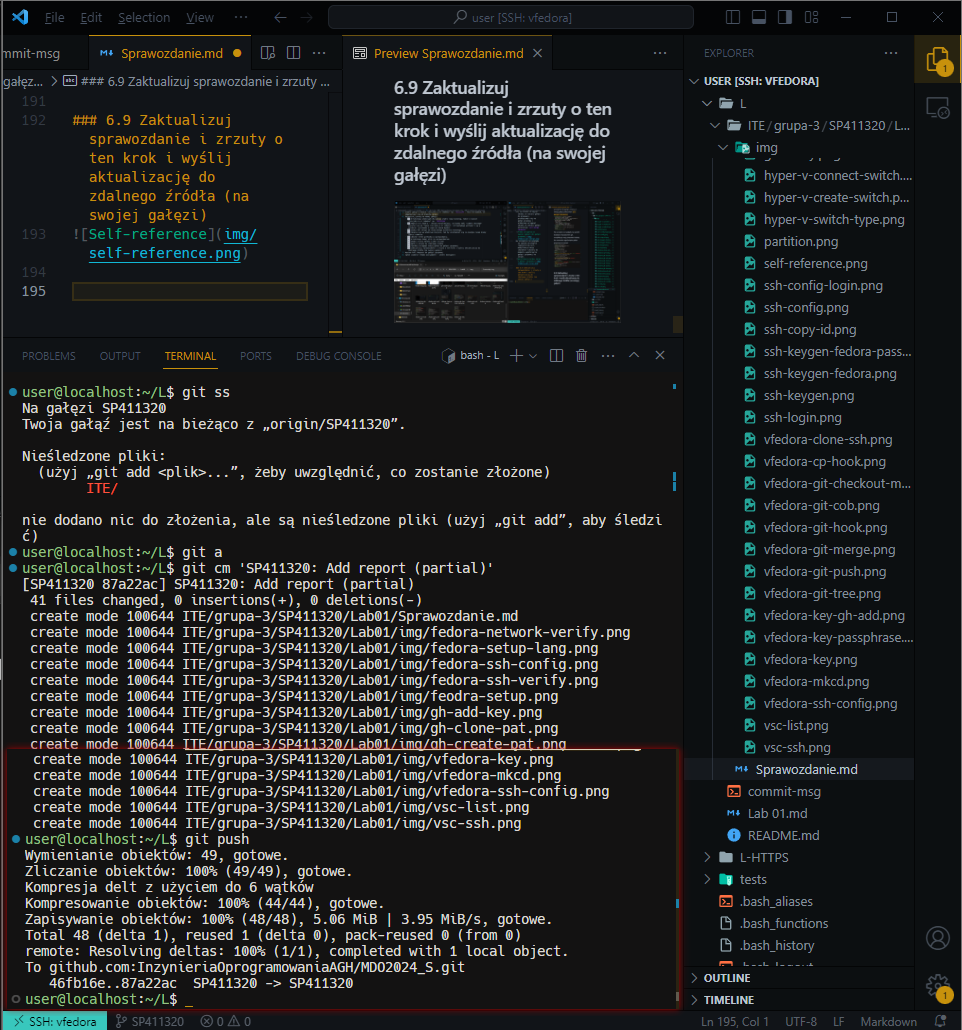 File Edit Selection View ··· user [SSH: vfedora]
mmit-msg Sprawozdanie.md Preview Sprawozdanie.md
gałęz... > ### 6.9 Zaktualizuj sprawozdanie i zrzuty ...
191
192 ### 6.9 Zaktualizuj
sprawozdanie i zrzuty o
ten krok i wyślij
aktualizację do
zdalnego źródła (na
swojej gałęzi)
193 ![Self-reference](img/
self-reference.png)
194
195
6.9 Zaktualizuj
sprawozdanie i zrzuty o ten
krok i wyślij aktualizację do
zdalnego źródła (na swojej
gałęzi)
PROBLEMS OUTPUT TERMINAL PORTS DEBUG CONSOLE bash - L
user@localhost:~/L$ git ss
Na gałęzi SP411320
Twoja gałąź jest na bieżąco z „origin/SP411320”.
Nieśledzone pliki:
(użyj „git add <plik>...”, żeby uwzględnić, co zostanie złożone)
ITE/
nie dodano nic do złożenia, ale są nieśledzone pliki (użyj „git add”, aby śledzi
ć)
user@localhost:~/L$ git a
user@localhost:~/L$ git cm 'SP411320: Add report (partial)'
[SP411320 87a22ac] SP411320: Add report (partial)
41 files changed, 0 insertions(+), 0 deletions(-)
create mode 100644 ITE/grupa-3/SP411320/Lab01/Sprawozdanie.md
create mode 100644 ITE/grupa-3/SP411320/Lab01/img/fedora-network-verify.png
create mode 100644 ITE/grupa-3/SP411320/Lab01/img/fedora-setup-lang.png
create mode 100644 ITE/grupa-3/SP411320/Lab01/img/fedora-ssh-config.png
create mode 100644 ITE/grupa-3/SP411320/Lab01/img/fedora-ssh-verify.png
create mode 100644 ITE/grupa-3/SP411320/Lab01/img/feodra-setup.png
create mode 100644 ITE/grupa-3/SP411320/Lab01/img/gh-add-key.png
create mode 100644 ITE/grupa-3/SP411320/Lab01/img/gh-clone-pat.png
create mode 100644 ITE/grupa-3/SP411320/Lab01/img/gh-create-pat.png
create mode 100644 ITE/grupa-3/SP411320/Lab01/img/vfedora-key.png
create mode 100644 ITE/grupa-3/SP411320/Lab01/img/vfedora-mkcd.png
create mode 100644 ITE/grupa-3/SP411320/Lab01/img/vfedora-ssh-config.png
create mode 100644 ITE/grupa-3/SP411320/Lab01/img/vsc-list.png
create mode 100644 ITE/grupa-3/SP411320/Lab01/img/vsc-ssh.png
user@localhost:~/L$ git push
Wymienianie obiektów: 49, gotowe.
Zliczanie obiektów: 100% (49/49), gotowe.
Kompresja delt z użyciem do 6 wątków
Kompresowanie obiektów: 100% (44/44), gotowe.
Zapisywanie obiektów: 100% (48/48), 5.06 MiB | 3.95 MiB/s, gotowe.
Total 48 (delta 1), reused 1 (delta 0), pack-reused 0 (from 0)
remote: Resolving deltas: 100% (1/1), completed with 1 local object.
To github.com:InzynieriaOprogramowaniaAGH/MDO2024_S.git
46fb16e..87a22ac SP411320 -> SP411320
user@localhost:~/L$ _
EXPLORER ···
USER [SSH: VFEDORA]
L
ITE / grupa-3 / SP411320 / L...
img
hyper-v-connect-switch....
hyper-v-create-switch.p...
hyper-v-switch-type.png
partition.png
self-reference.png
ssh-config-login.png
ssh-config.png
ssh-copy-id.png
ssh-keygen-fedora-pass...
ssh-keygen-fedora.png
ssh-keygen.png
ssh-login.png
vfedora-clone-ssh.png
vfedora-cp-hook.png
vfedora-git-checkout-m...
vfedora-git-cob.png
vfedora-git-hook.png
vfedora-git-merge.png
vfedora-git-push.png
vfedora-git-tree.png
vfedora-key-gh-add.png
vfedora-key-passphrase....
vfedora-key.png
vfedora-mkcd.png
vfedora-ssh-config.png
vsc-list.png
vsc-ssh.png
Sprawozdanie.md
commit-msg
Lab 01.md
README.md
L-HTTPS
tests
.bash_aliases
.bash_functions
.bash_history
.bash_logout
OUTLINE
TIMELINE
1
1
SSH: vfedora SP411320 0 0 Ln 195, Col 1 UTF-8 LF Markdown